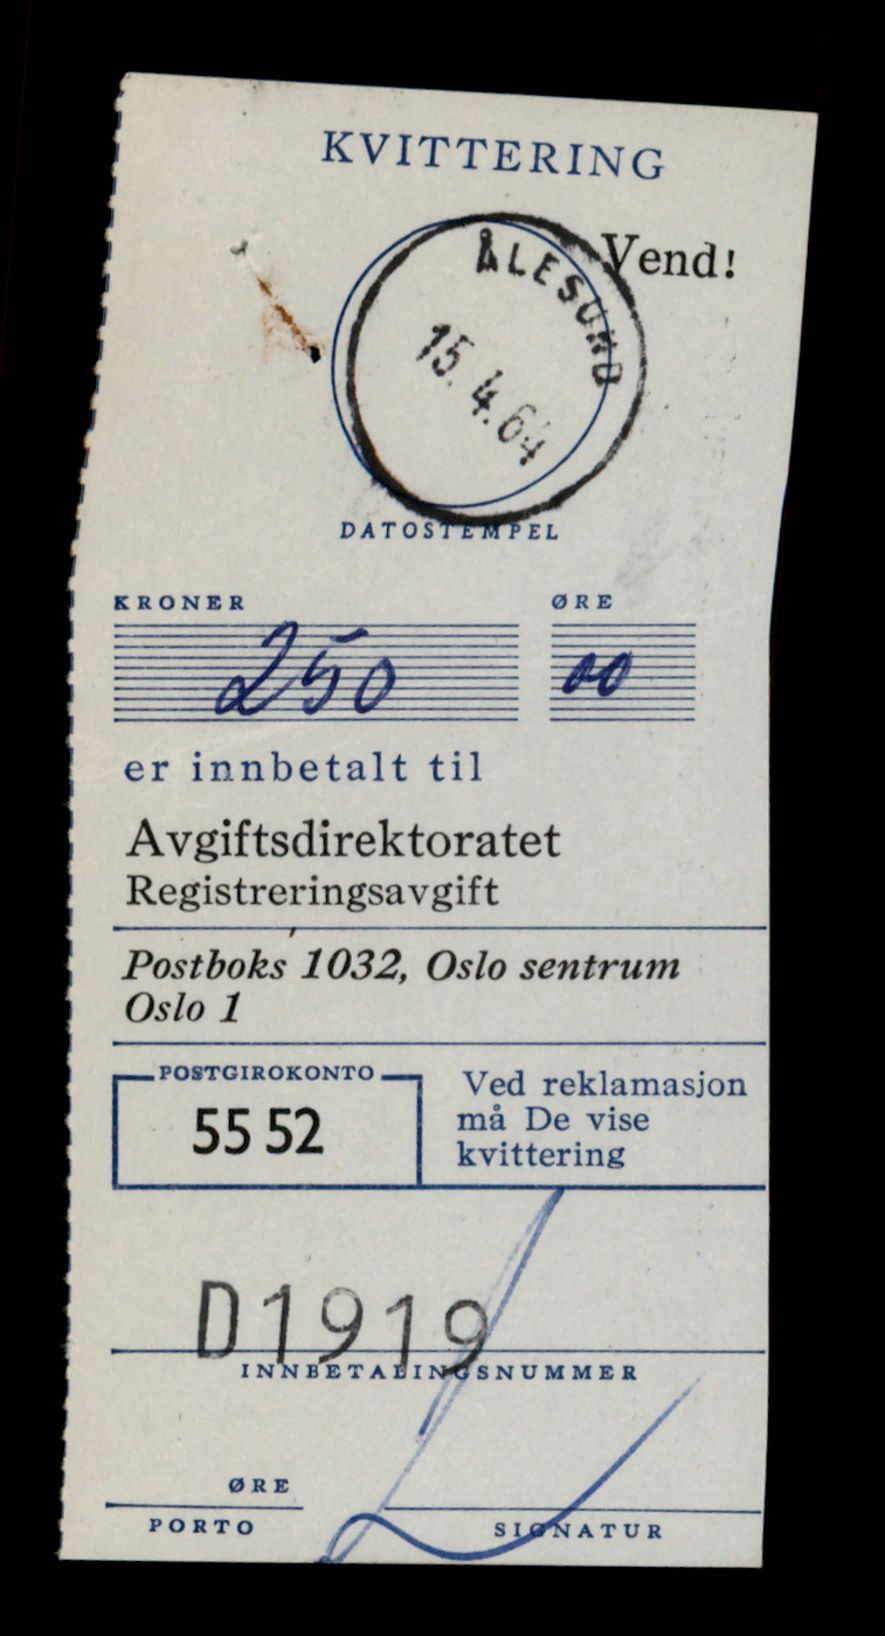 KVITTERING
Vend!
ÅLESUND
15.4.64
DATOSTEMPEL
KRONER ØRE
250 00
er innbetalt til
Avgiftsdirektoratet
Registreringsavgift
Postboks 1032, Oslo sentrum
Oslo 1
POSTGIROKONTO
55 52
Ved reklamasjon
må De vise
kvittering
D1919
INNBETALINGSNUMMER
ØRE
PORTO
SIGNATUR